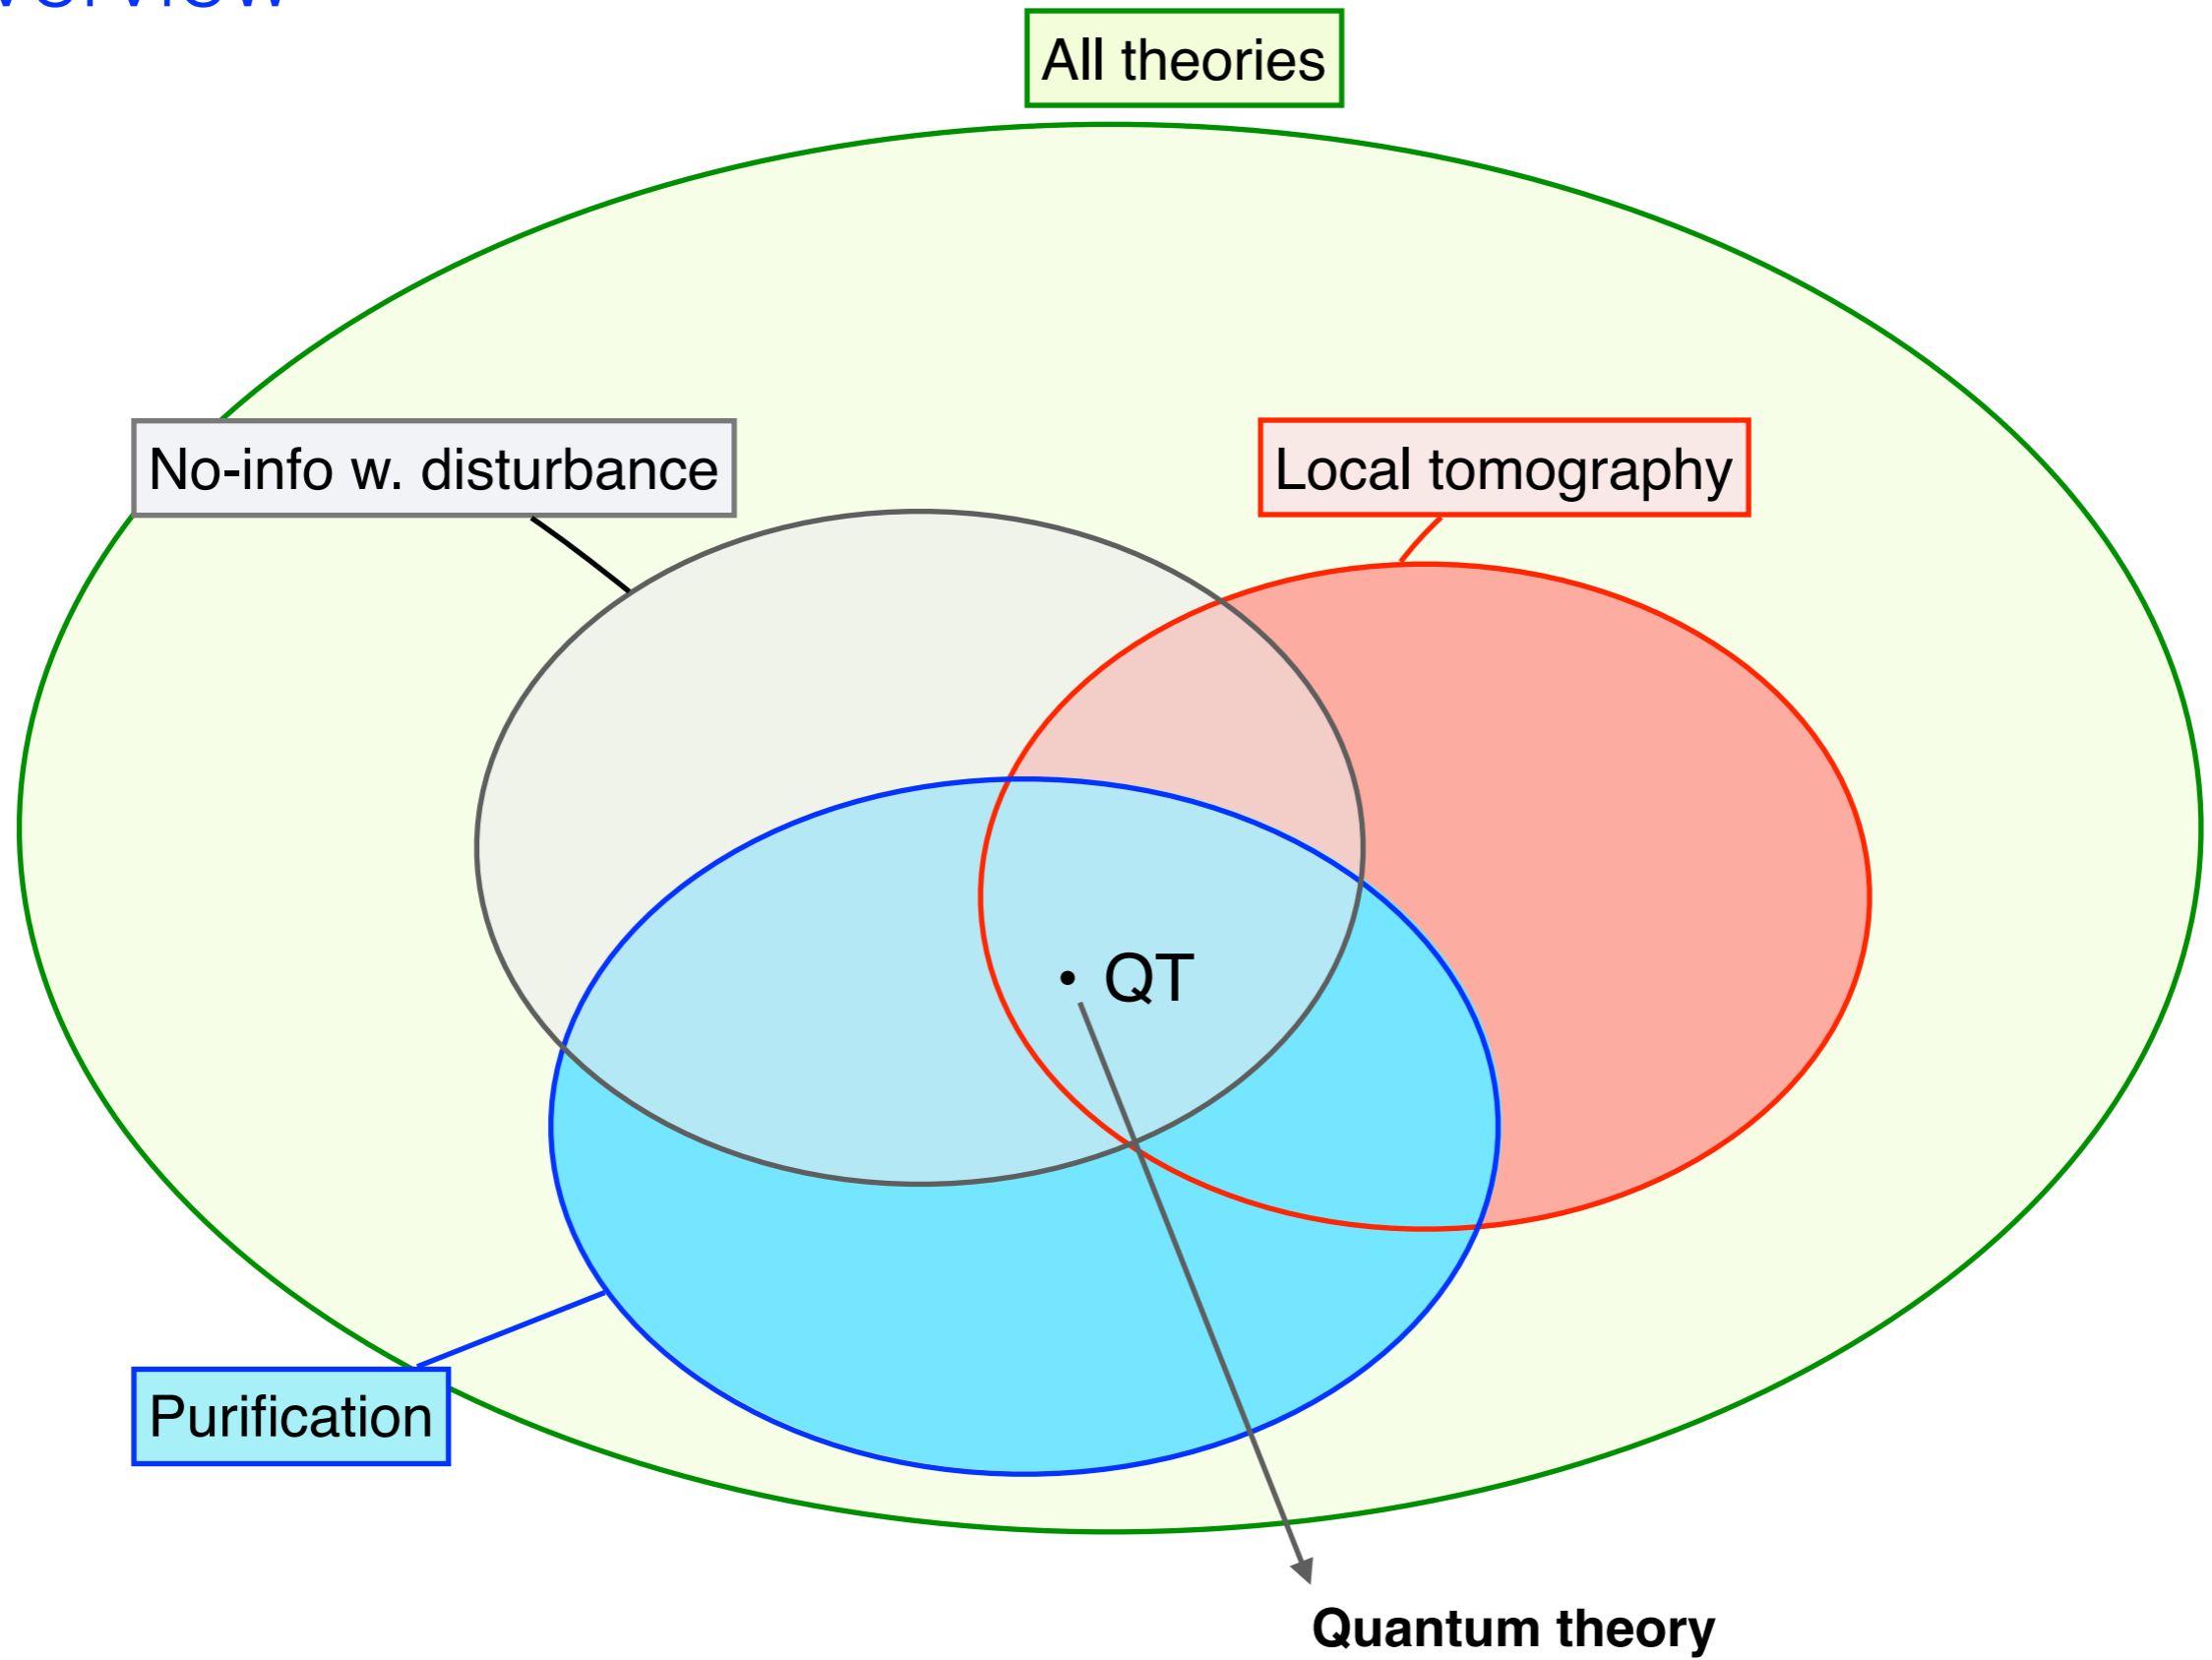 All theories
No-info w. disturbance
Local tomography
• QT
Purification
Quantum theory